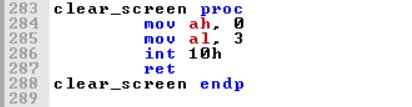 283 clear_screen proc
284 mov ah, 0
285 mov al, 3
286 int 10h
287 ret
288 clear_screen endp
289